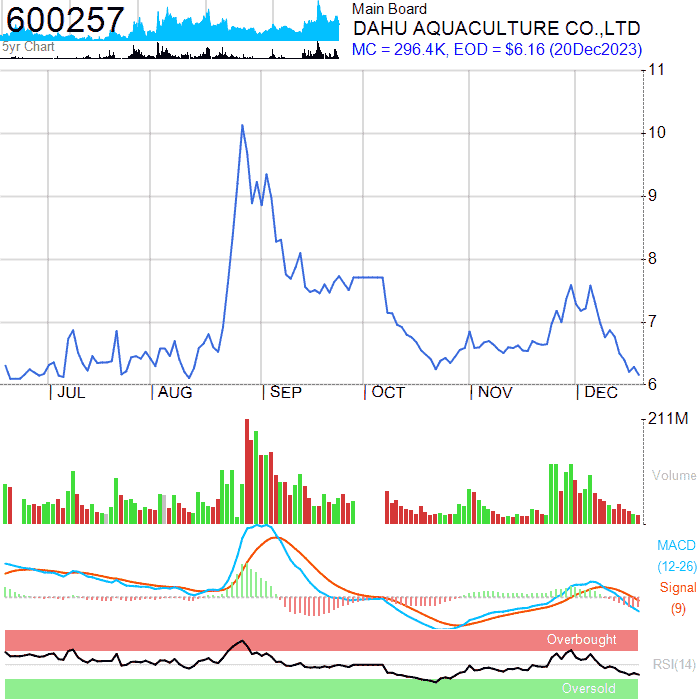 600257
5yr Chart
Main Board
DAHU AQUACULTURE CO.,LTD
MC = 296.4K, EOD = $6.16 (20Dec2023)
11
10
9
8
7
6
JUL
AUG
SEP
OCT
NOV
DEC
211M
Volume
MACD
(12-26)
Signal
(9)
Overbought
RSI(14)
Oversold